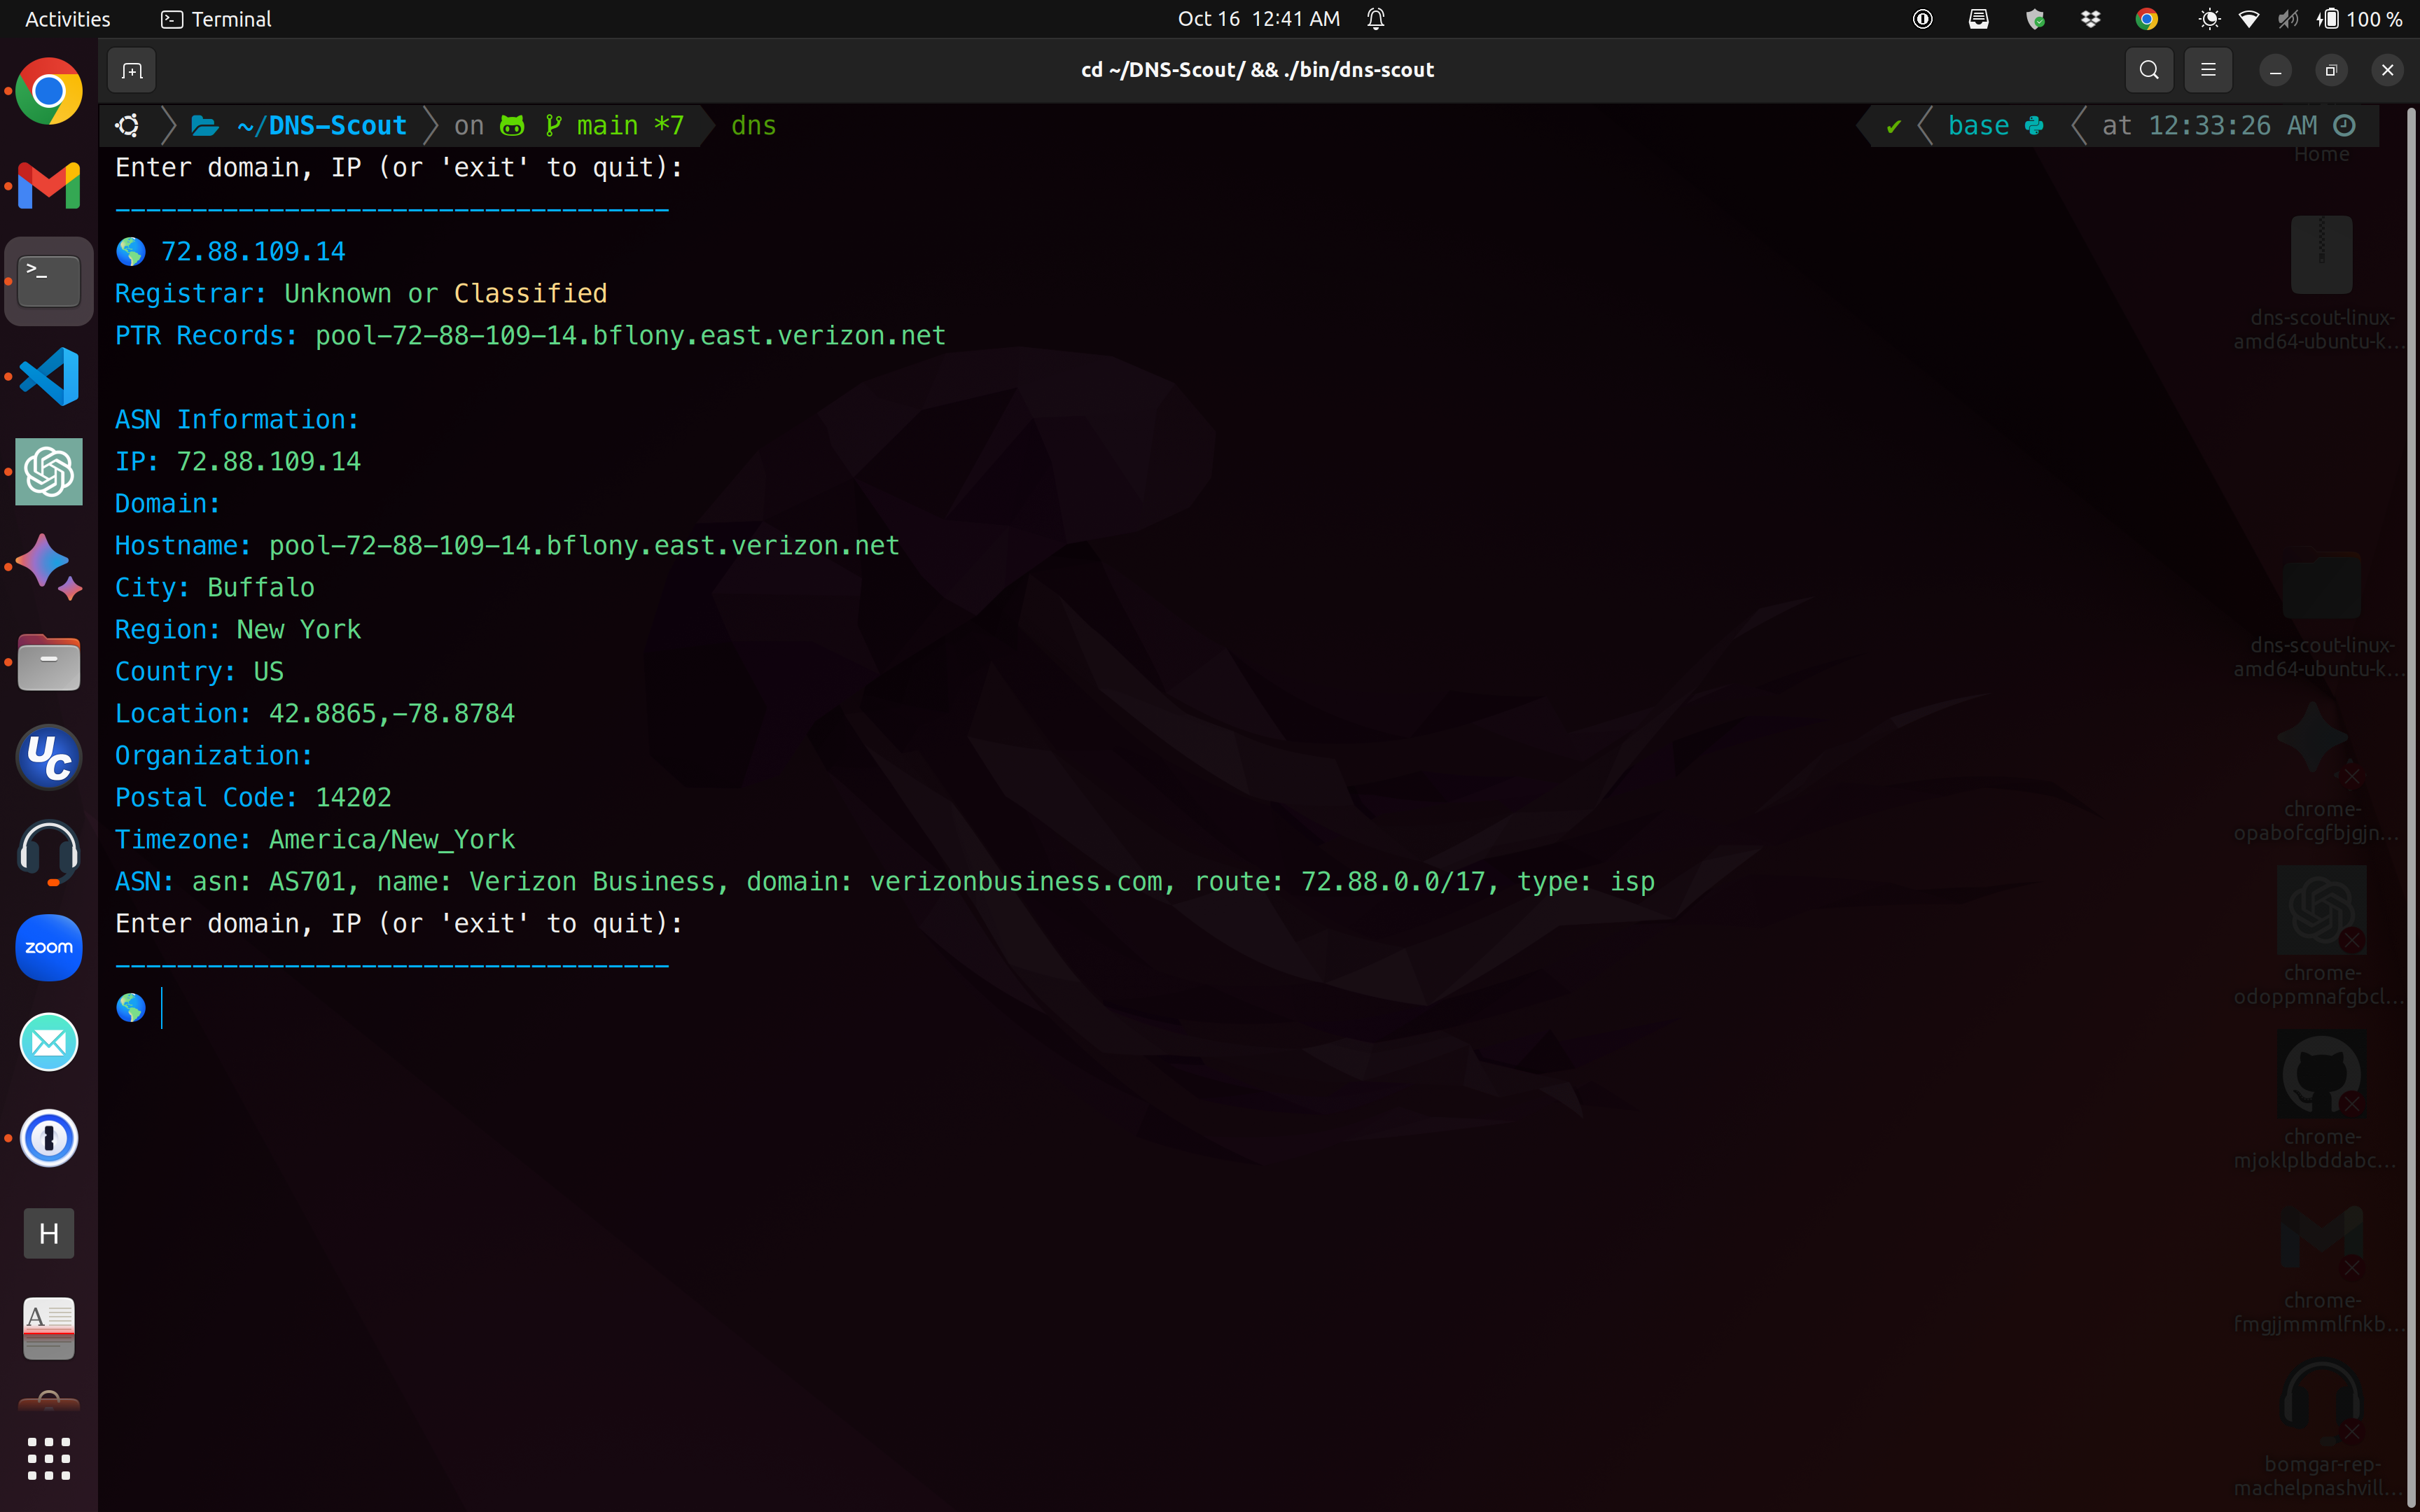 Activities Terminal Oct 16 12:41 AM 100 %
cd ~/DNS-Scout/ && ./bin/dns-scout
~/DNS-Scout on main *7 dns ✔ base at 12:33:26 AM
Home
Enter domain, IP (or 'exit' to quit):
------------------------------------
72.88.109.14
Registrar: Unknown or Classified
PTR Records: pool-72-88-109-14.bflony.east.verizon.net
ASN Information:
IP: 72.88.109.14
Domain:
Hostname: pool-72-88-109-14.bflony.east.verizon.net
City: Buffalo
Region: New York
Country: US
Location: 42.8865,-78.8784
Organization:
Postal Code: 14202
Timezone: America/New_York
ASN: asn: AS701, name: Verizon Business, domain: verizonbusiness.com, route: 72.88.0.0/17, type: isp
Enter domain, IP (or 'exit' to quit):
------------------------------------
dns-scout-linux-
amd64-ubuntu-k...
dns-scout-linux-
amd64-ubuntu-k...
chrome-
opabofcgfbjgjn...
chrome-
odoppmnafgbcl...
chrome-
mjoklplbddabc...
chrome-
fmgjjmmmlfnkb...
bomgar-rep-
machelpnashvill...
>_
UC
zoom
H
A